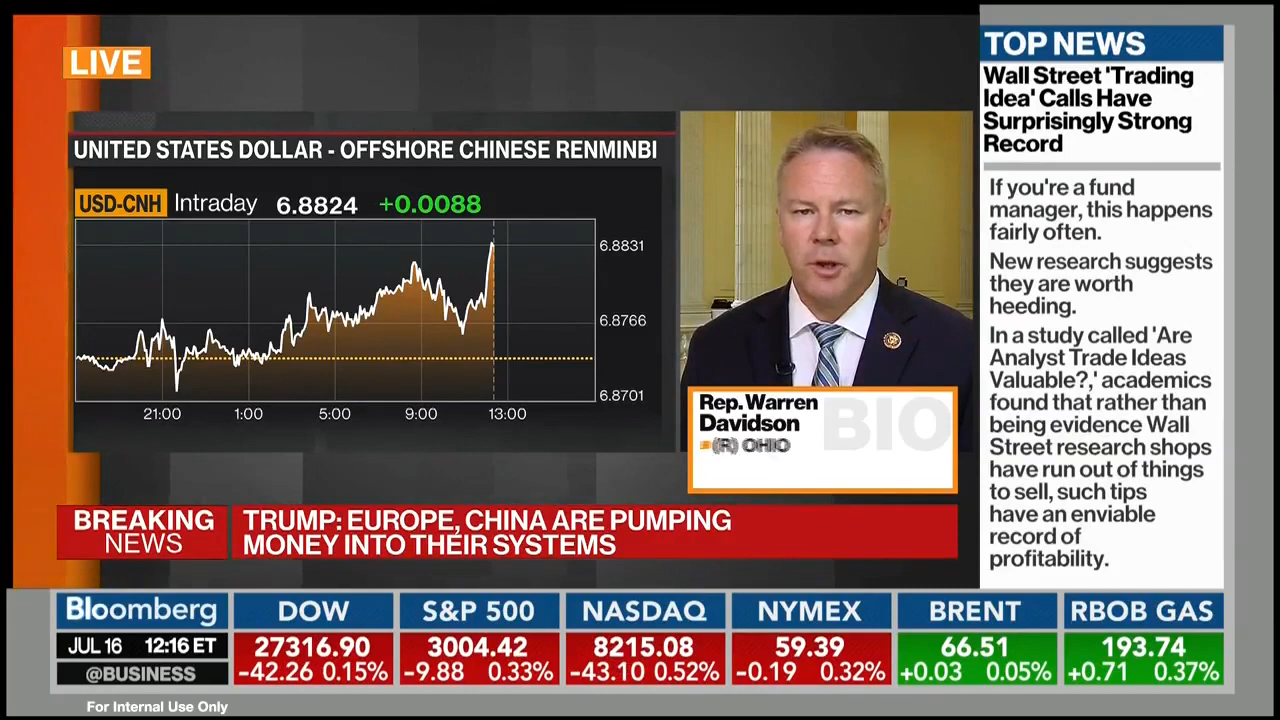 LIVE
UNITED STATES DOLLAR - OFFSHORE CHINESE RENMINBI
USD-CNH Intraday 6.8824 +0.0088
6.8831
6.8766
6.8701
21:00 1:00 5:00 9:00 13:00
BIO
Rep. Warren
Davidson
(R) OHIO
BREAKING
NEWS
TRUMP: EUROPE, CHINA ARE PUMPING
MONEY INTO THEIR SYSTEMS
TOP NEWS
Wall Street 'Trading
Idea' Calls Have
Surprisingly Strong
Record
If you're a fund
manager, this happens
fairly often.
New research suggests
they are worth
heeding.
In a study called 'Are
Analyst Trade Ideas
Valuable?,' academics
found that rather than
being evidence Wall
Street research shops
have run out of things
to sell, such tips
have an enviable
record of
profitability.
Bloomberg DOW S&P 500 NASDAQ NYMEX BRENT RBOB GAS
JUL 16 12:16 ET 27316.90 3004.42 8215.08 59.39 66.51 193.74
@BUSINESS -42.26 0.15% -9.88 0.33% -43.10 0.52% -0.19 0.32% +0.03 0.05% +0.71 0.37%
For Internal Use Only